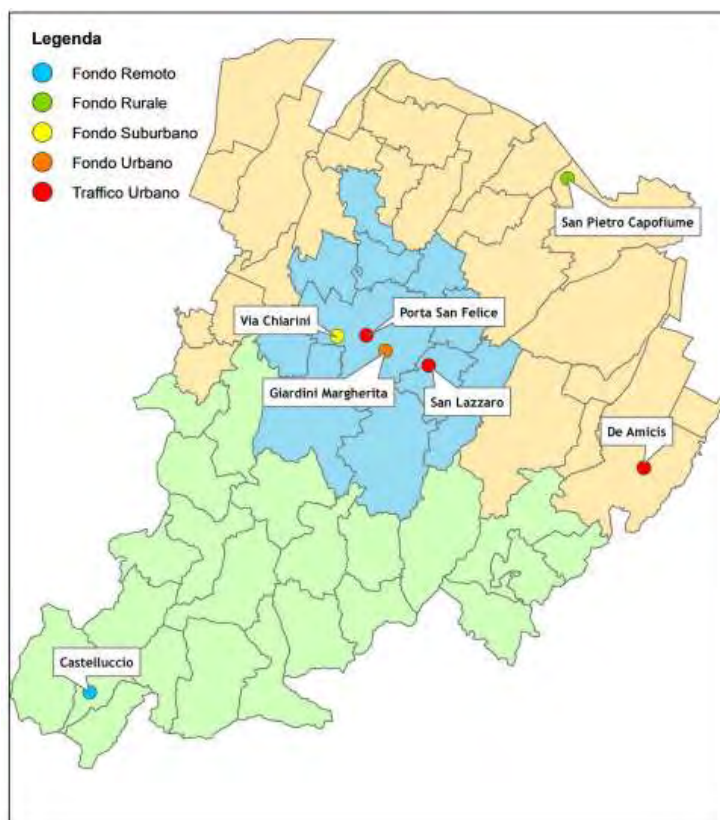 Legenda
Fondo Remoto
Fondo Rurale
Fondo Suburbano
Fondo Urbano
Traffico Urbano
San Pietro Capofiume
Via Chiarini
Porta San Felice
Giardini Margherita
San Lazzaro
De Amicis
Castelluccio